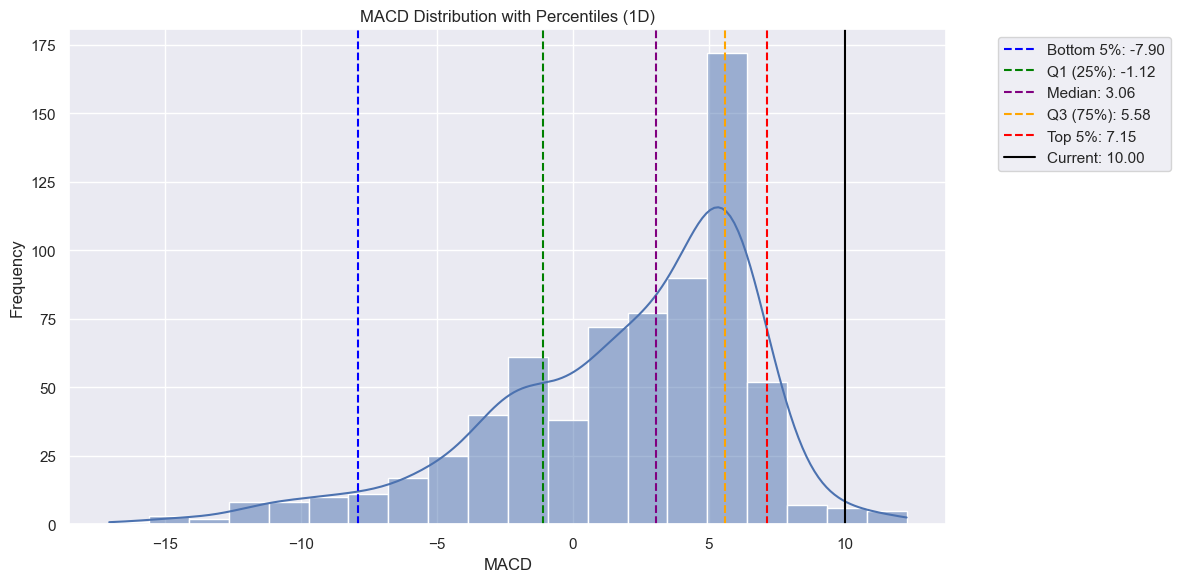 MACD Distribution with Percentiles (1D)
175
150
125
100
75
50
25
0
Frequency
−15
−10
−5
0
5
10
MACD
Bottom 5%: -7.90
Q1 (25%): -1.12
Median: 3.06
Q3 (75%): 5.58
Top 5%: 7.15
Current: 10.00